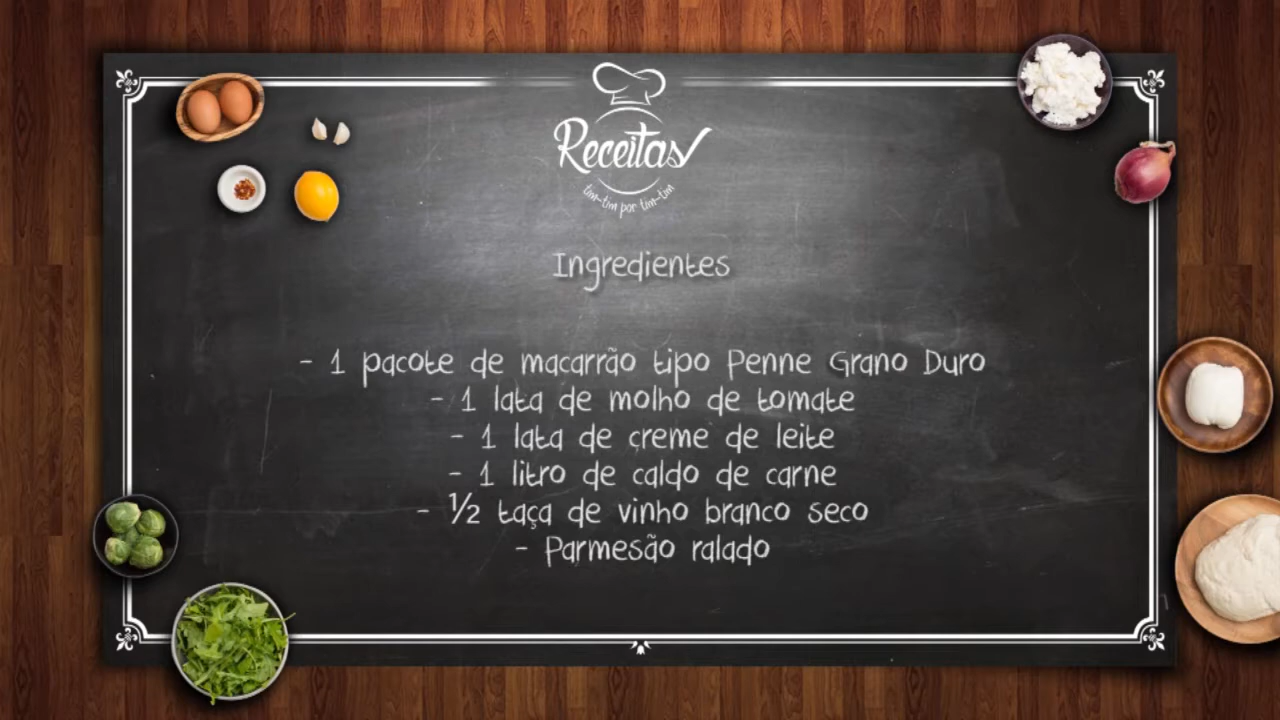 Receitas
tim-tim por tim-tim
Ingredientes
- 1 pacote de macarrão tipo Penne Grano Duro
- 1 lata de molho de tomate
- 1 lata de creme de leite
- 1 litro de caldo de carne
- ½ taça de vinho branco seco
- Parmesão ralado